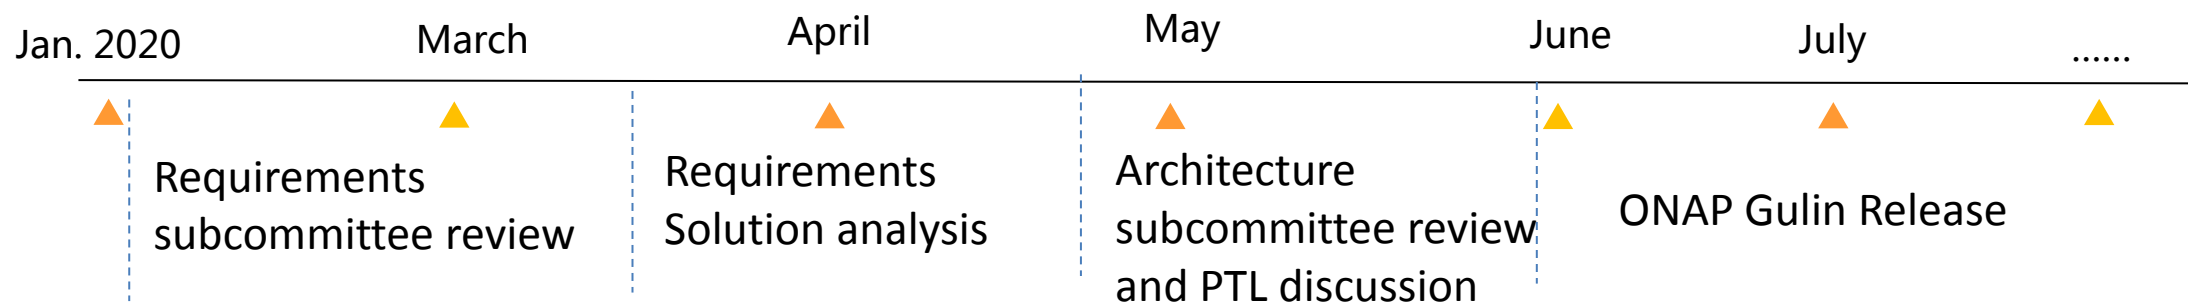 Jan. 2020
March
April
May
June
July
......
Requirements
subcommittee review
Requirements
Solution analysis
Architecture
subcommittee review
and PTL discussion
ONAP Gulin Release